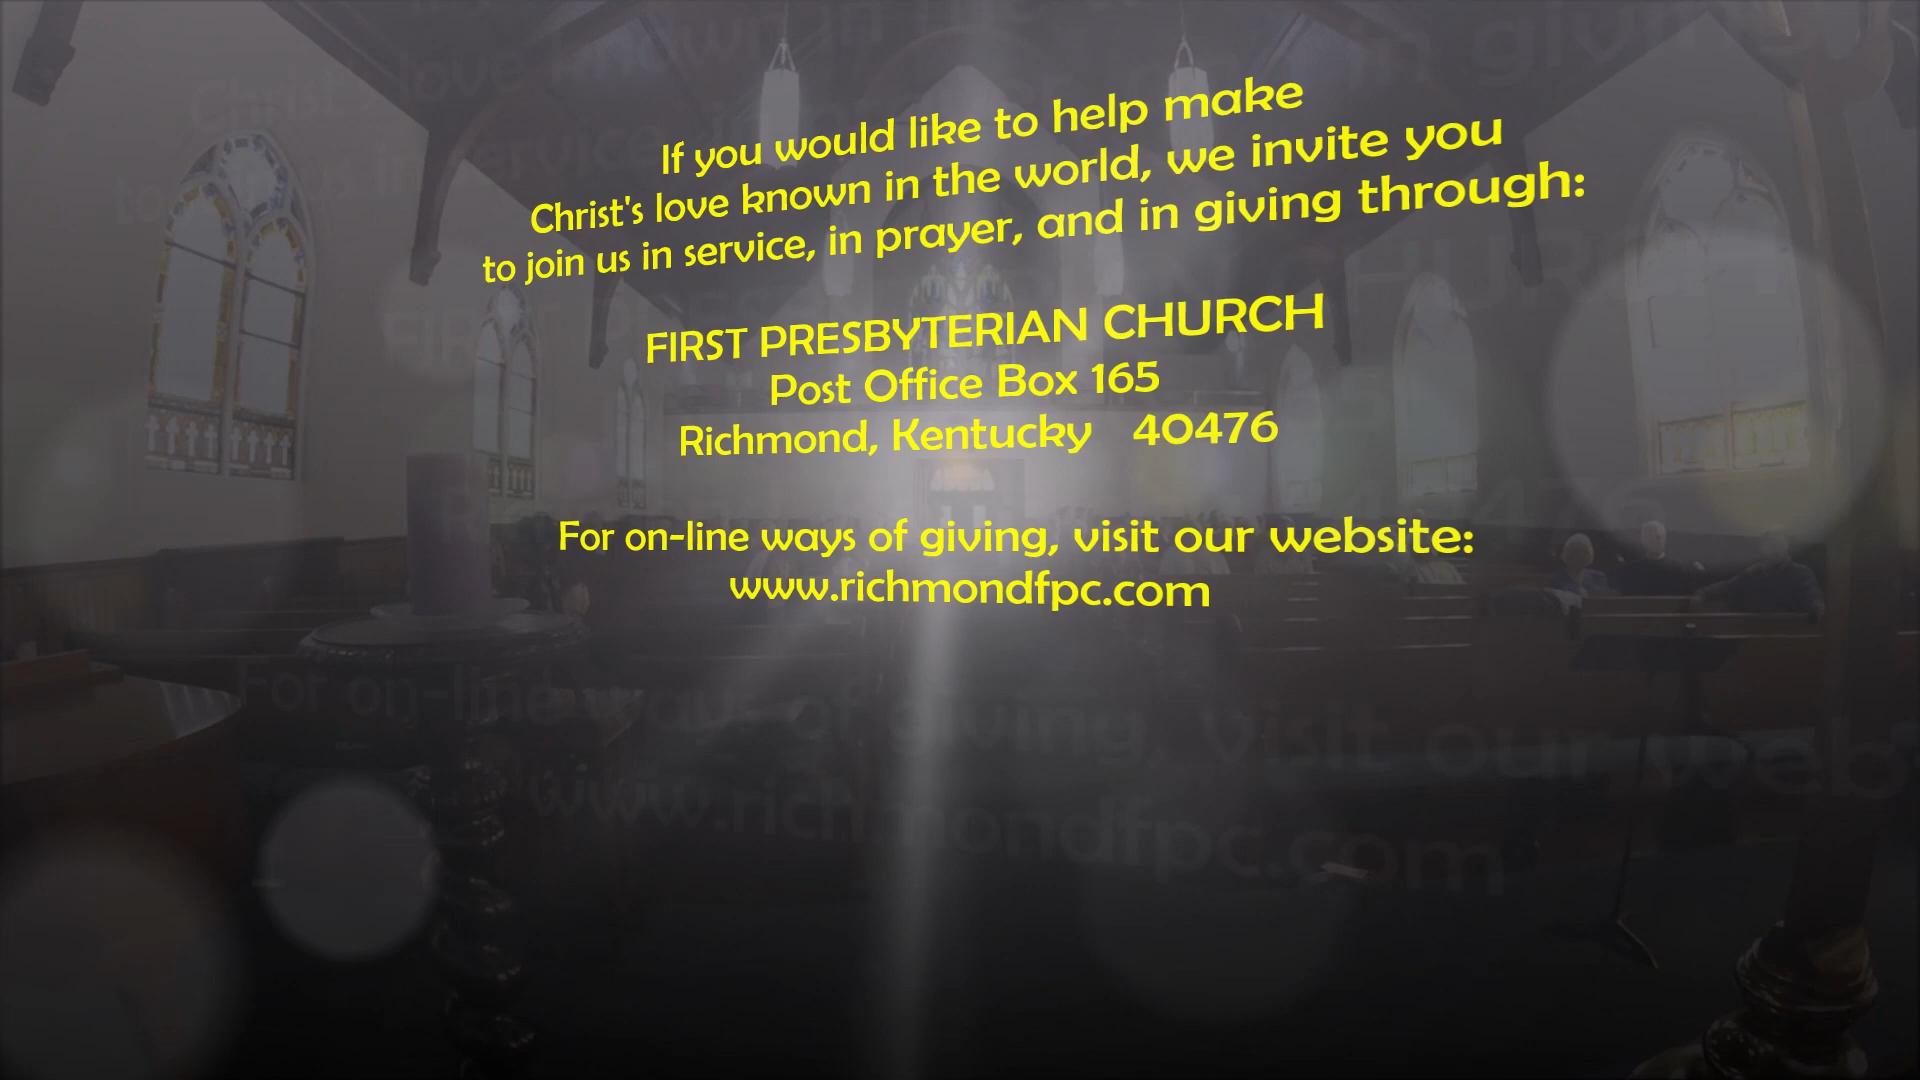 If you would like to help make
Christ's love known in the world, we invite you
to join us in service, in prayer, and in giving through:
FIRST PRESBYTERIAN CHURCH
Post Office Box 165
Richmond, Kentucky 40476
For on-line ways of giving, visit our website:
www.richmondfpc.com